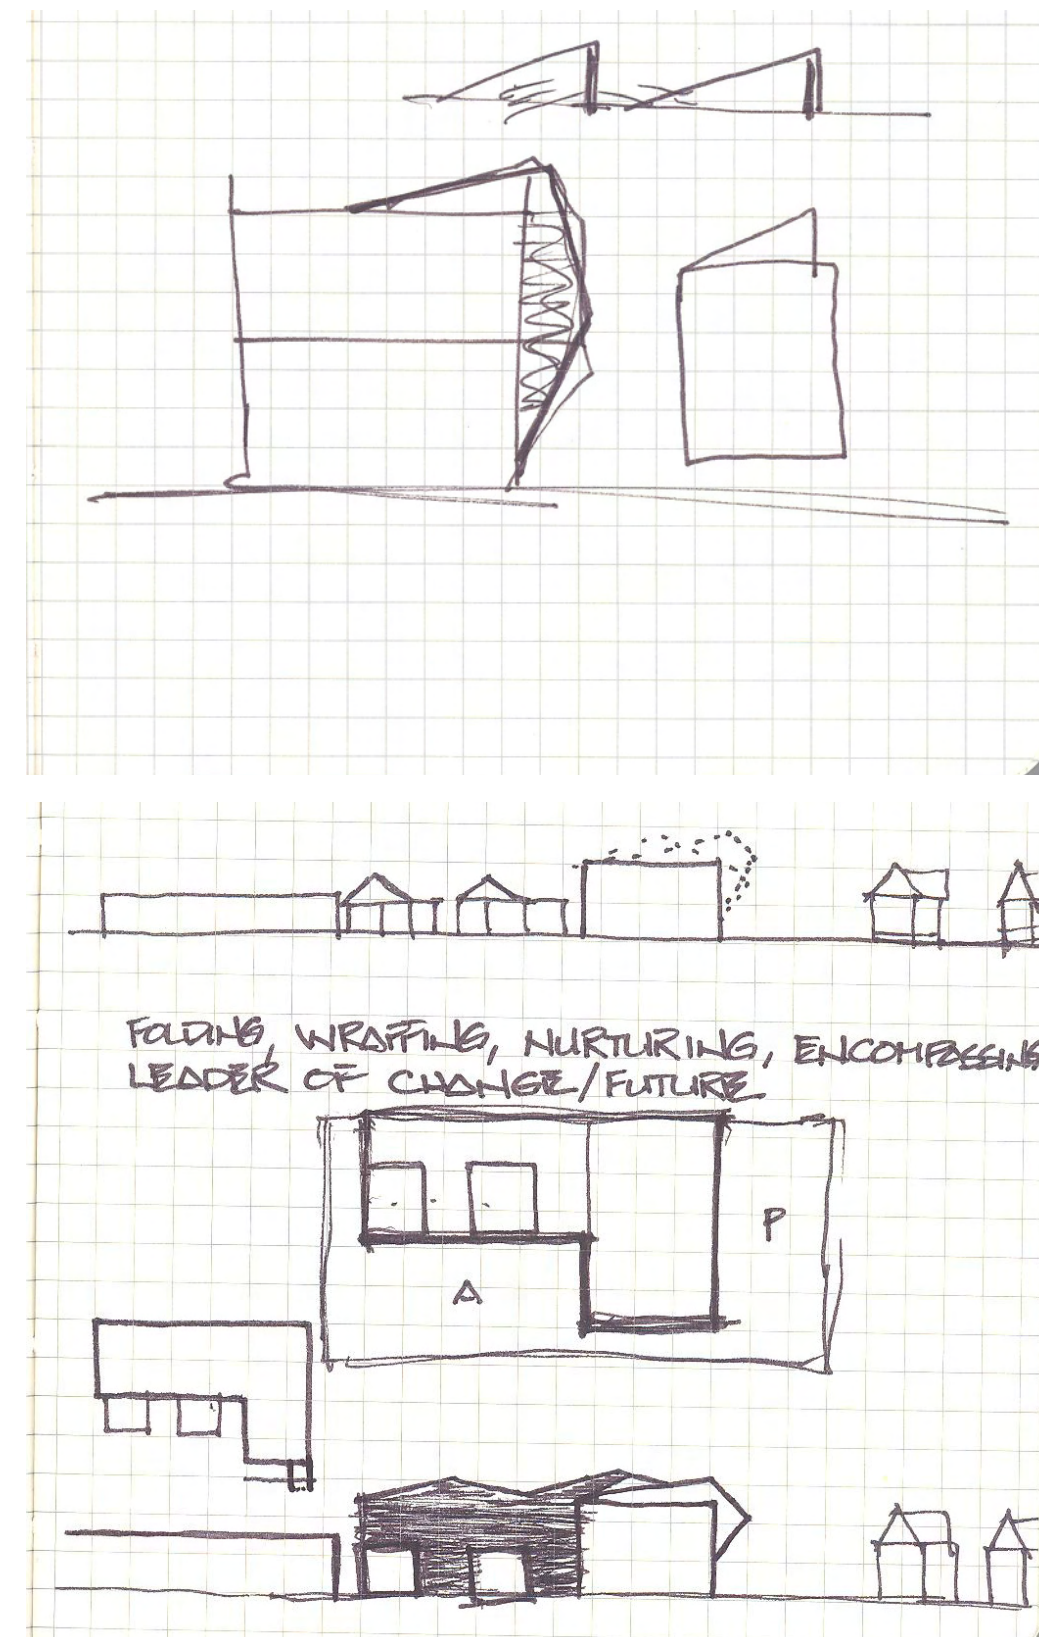 FOLDING, WRAPPING, NURTURING, ENCOMPASSING
LEADER OF CHANGE/FUTURE
P
A